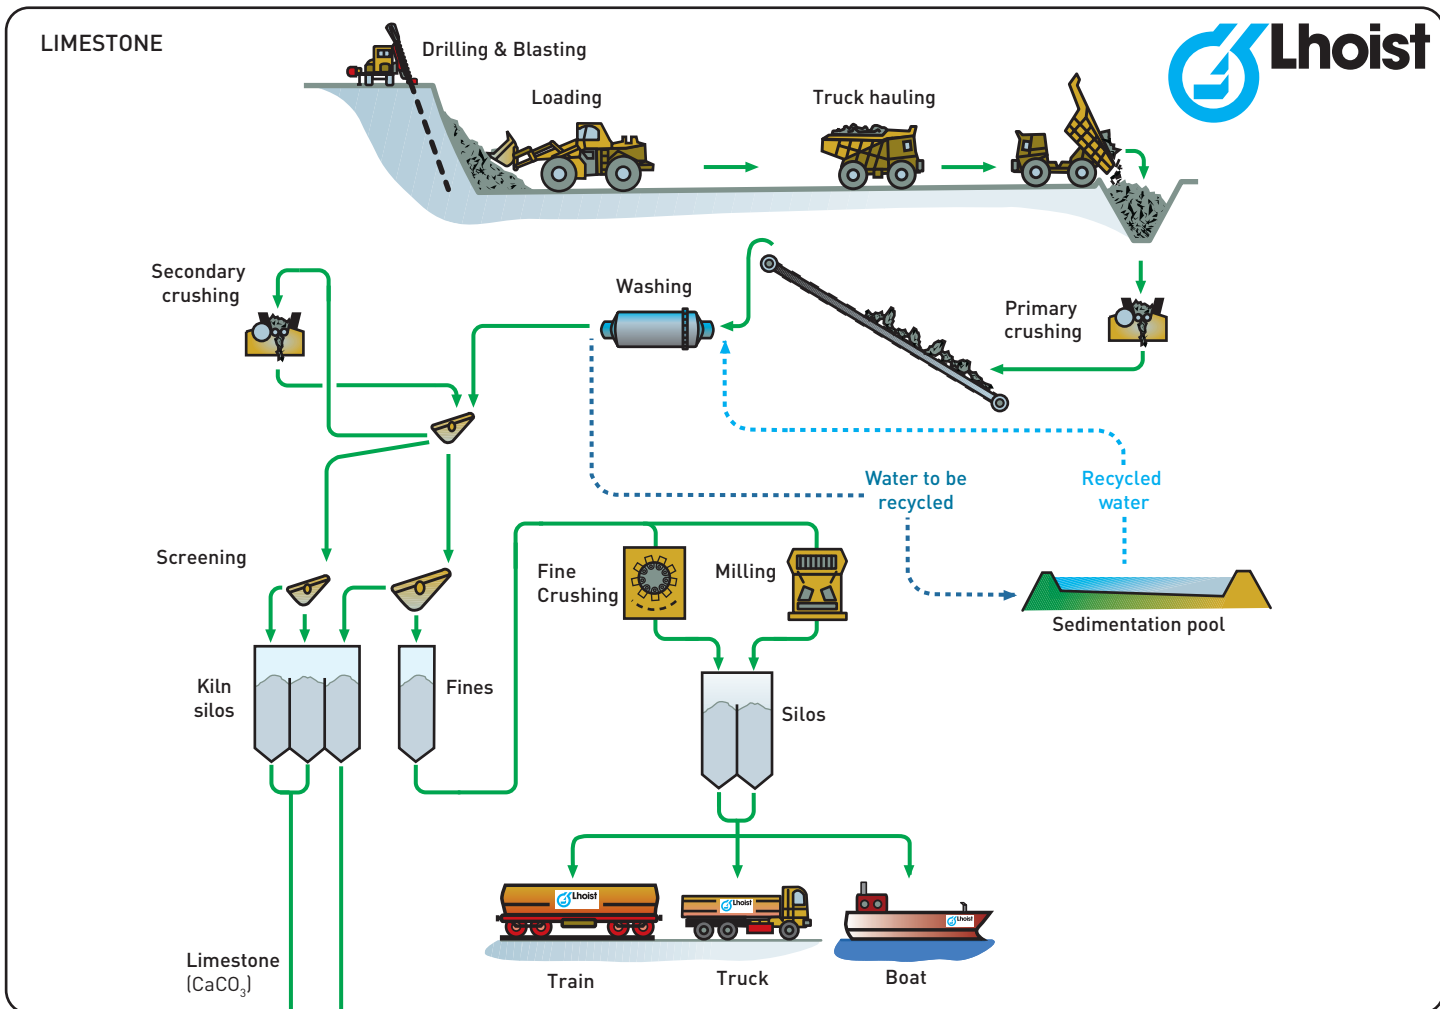 LIMESTONE
Lhoist
Drilling & Blasting
Loading
Truck hauling
Secondary
crushing
Washing
Primary
crushing
Water to be
recycled
Recycled
water
Screening
Fine
Crushing
Milling
Sedimentation pool
Kiln
silos
Fines
Silos
Lhoist
Lhoist
Lhoist
Limestone
(CaCO₃)
Train
Truck
Boat